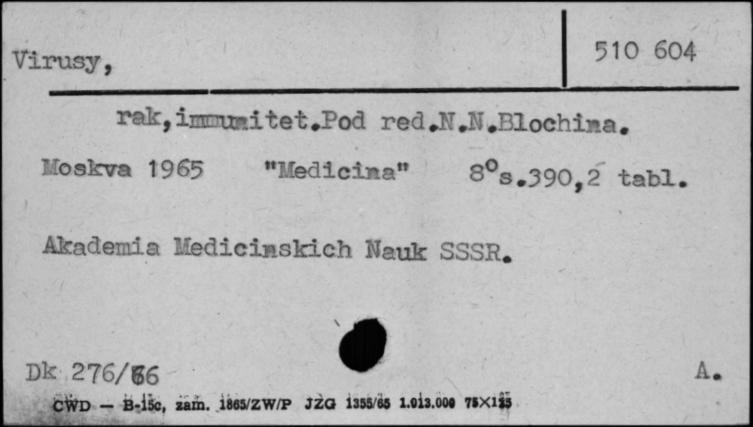 510 604
Virusy,
rak,immunitet.Pod red.N.N.Blochina.
Moskva 1965 "Medicina" 8°s.390,2 tabl.
Akademia Medicinskich Nauk SSSR.
Dk 276/66 A.
CWD — B-15c, zam. 1865/ZW/P JZG 1355/65 1.013.000 75×125